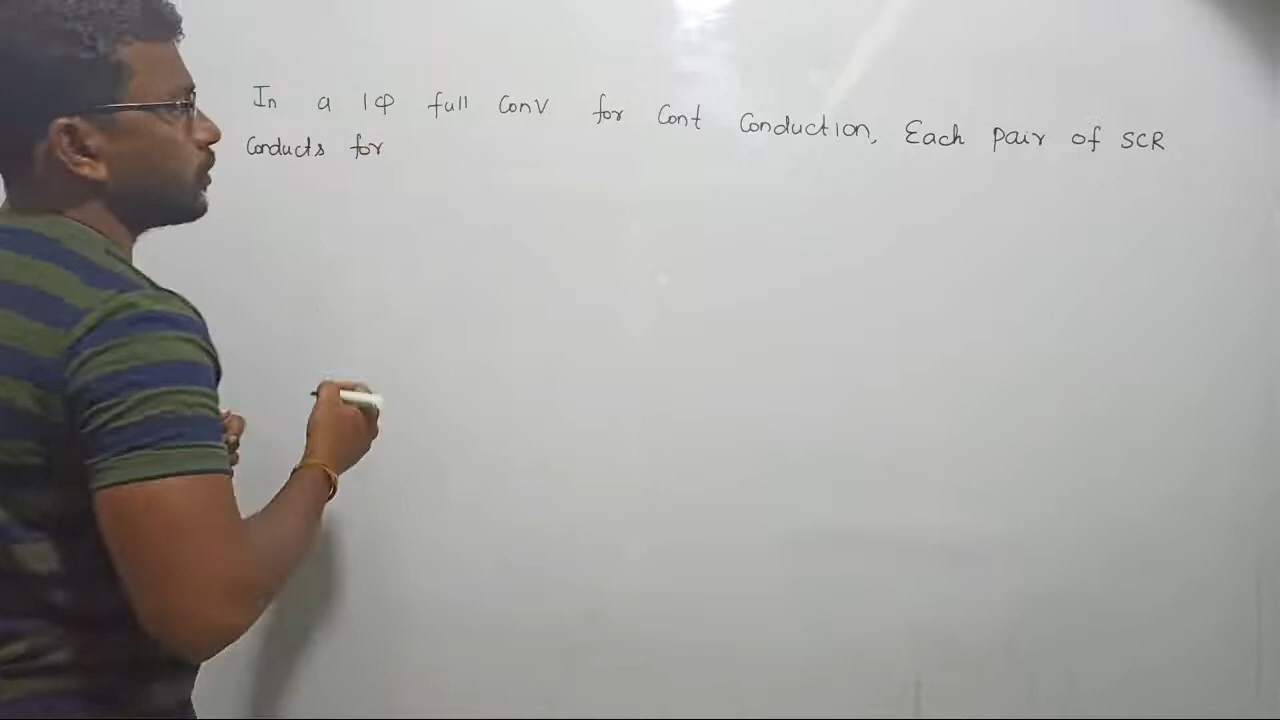 In a 1φ full Conv for Cont Conduction, Each pair of SCR
Conducts for